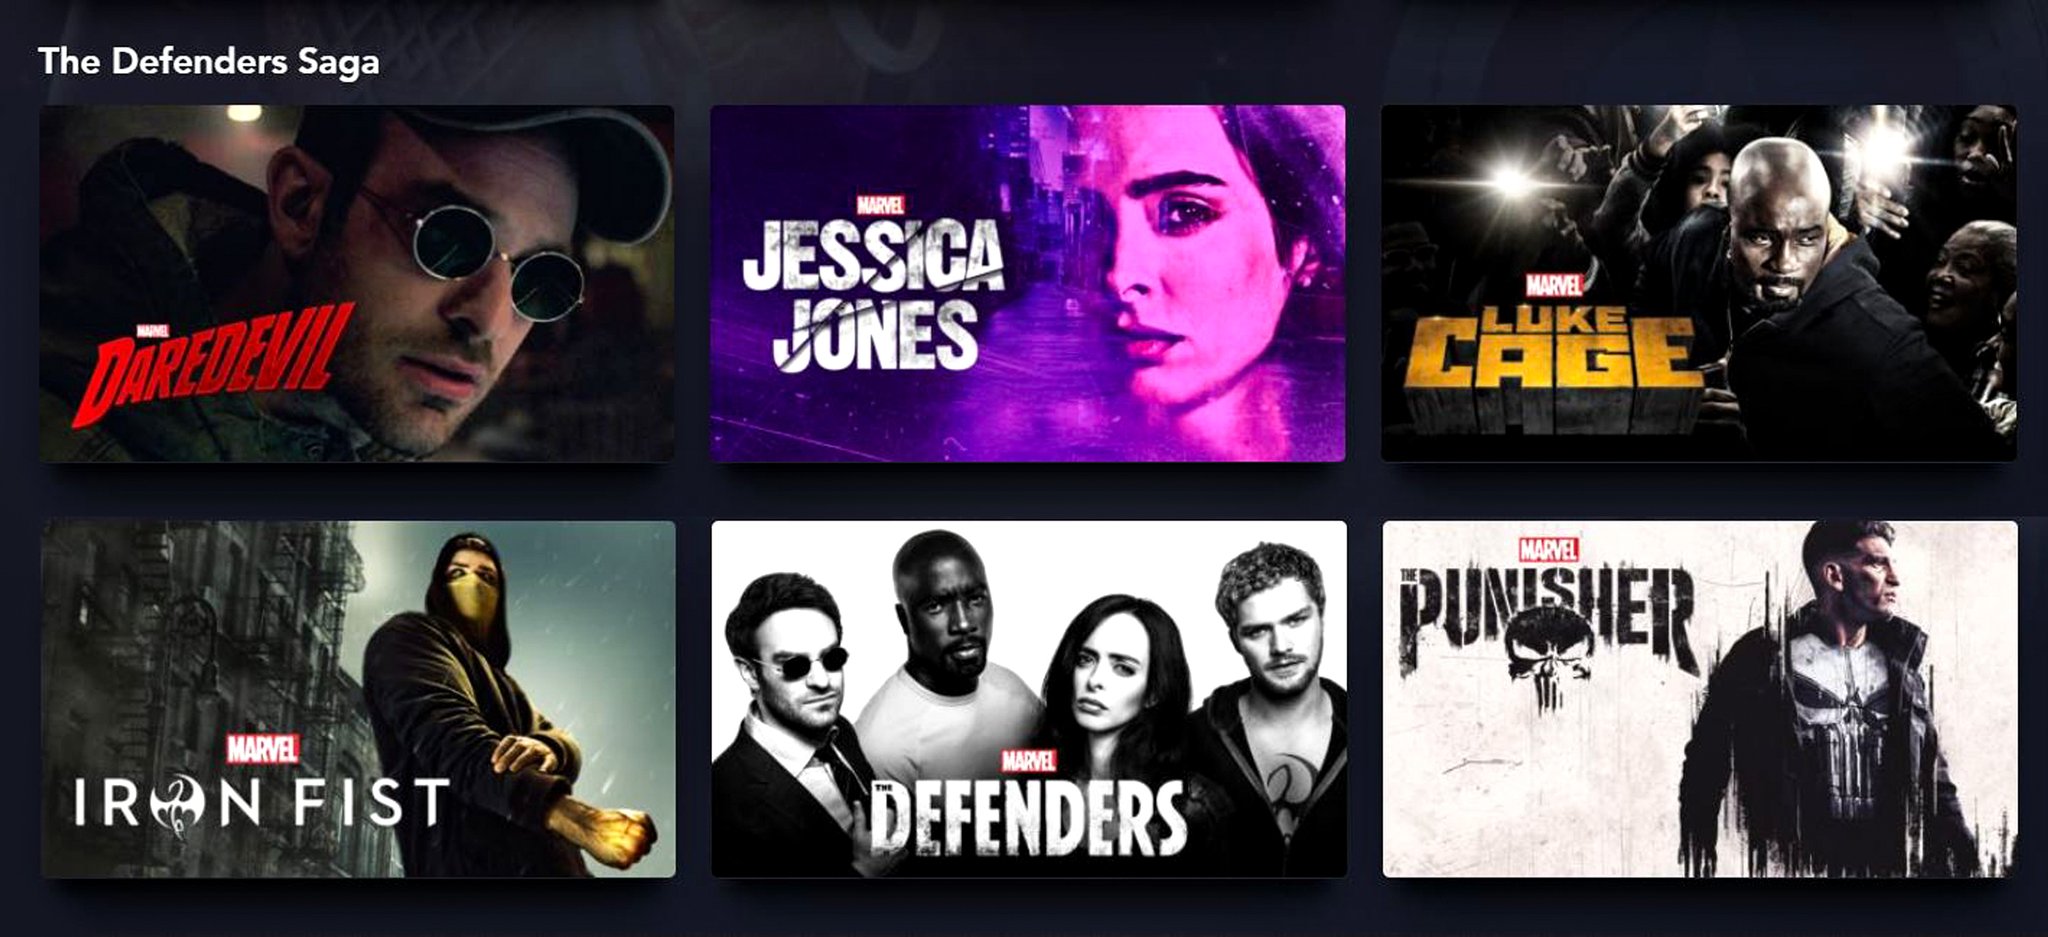 The Defenders Saga
MARVEL
DAREDEVIL
MARVEL
JESSICA
JONES
MARVEL
LUKE
CAGE
MARVEL
IRON FIST
MARVEL
THE
DEFENDERS
MARVEL
THE
PUNISHER